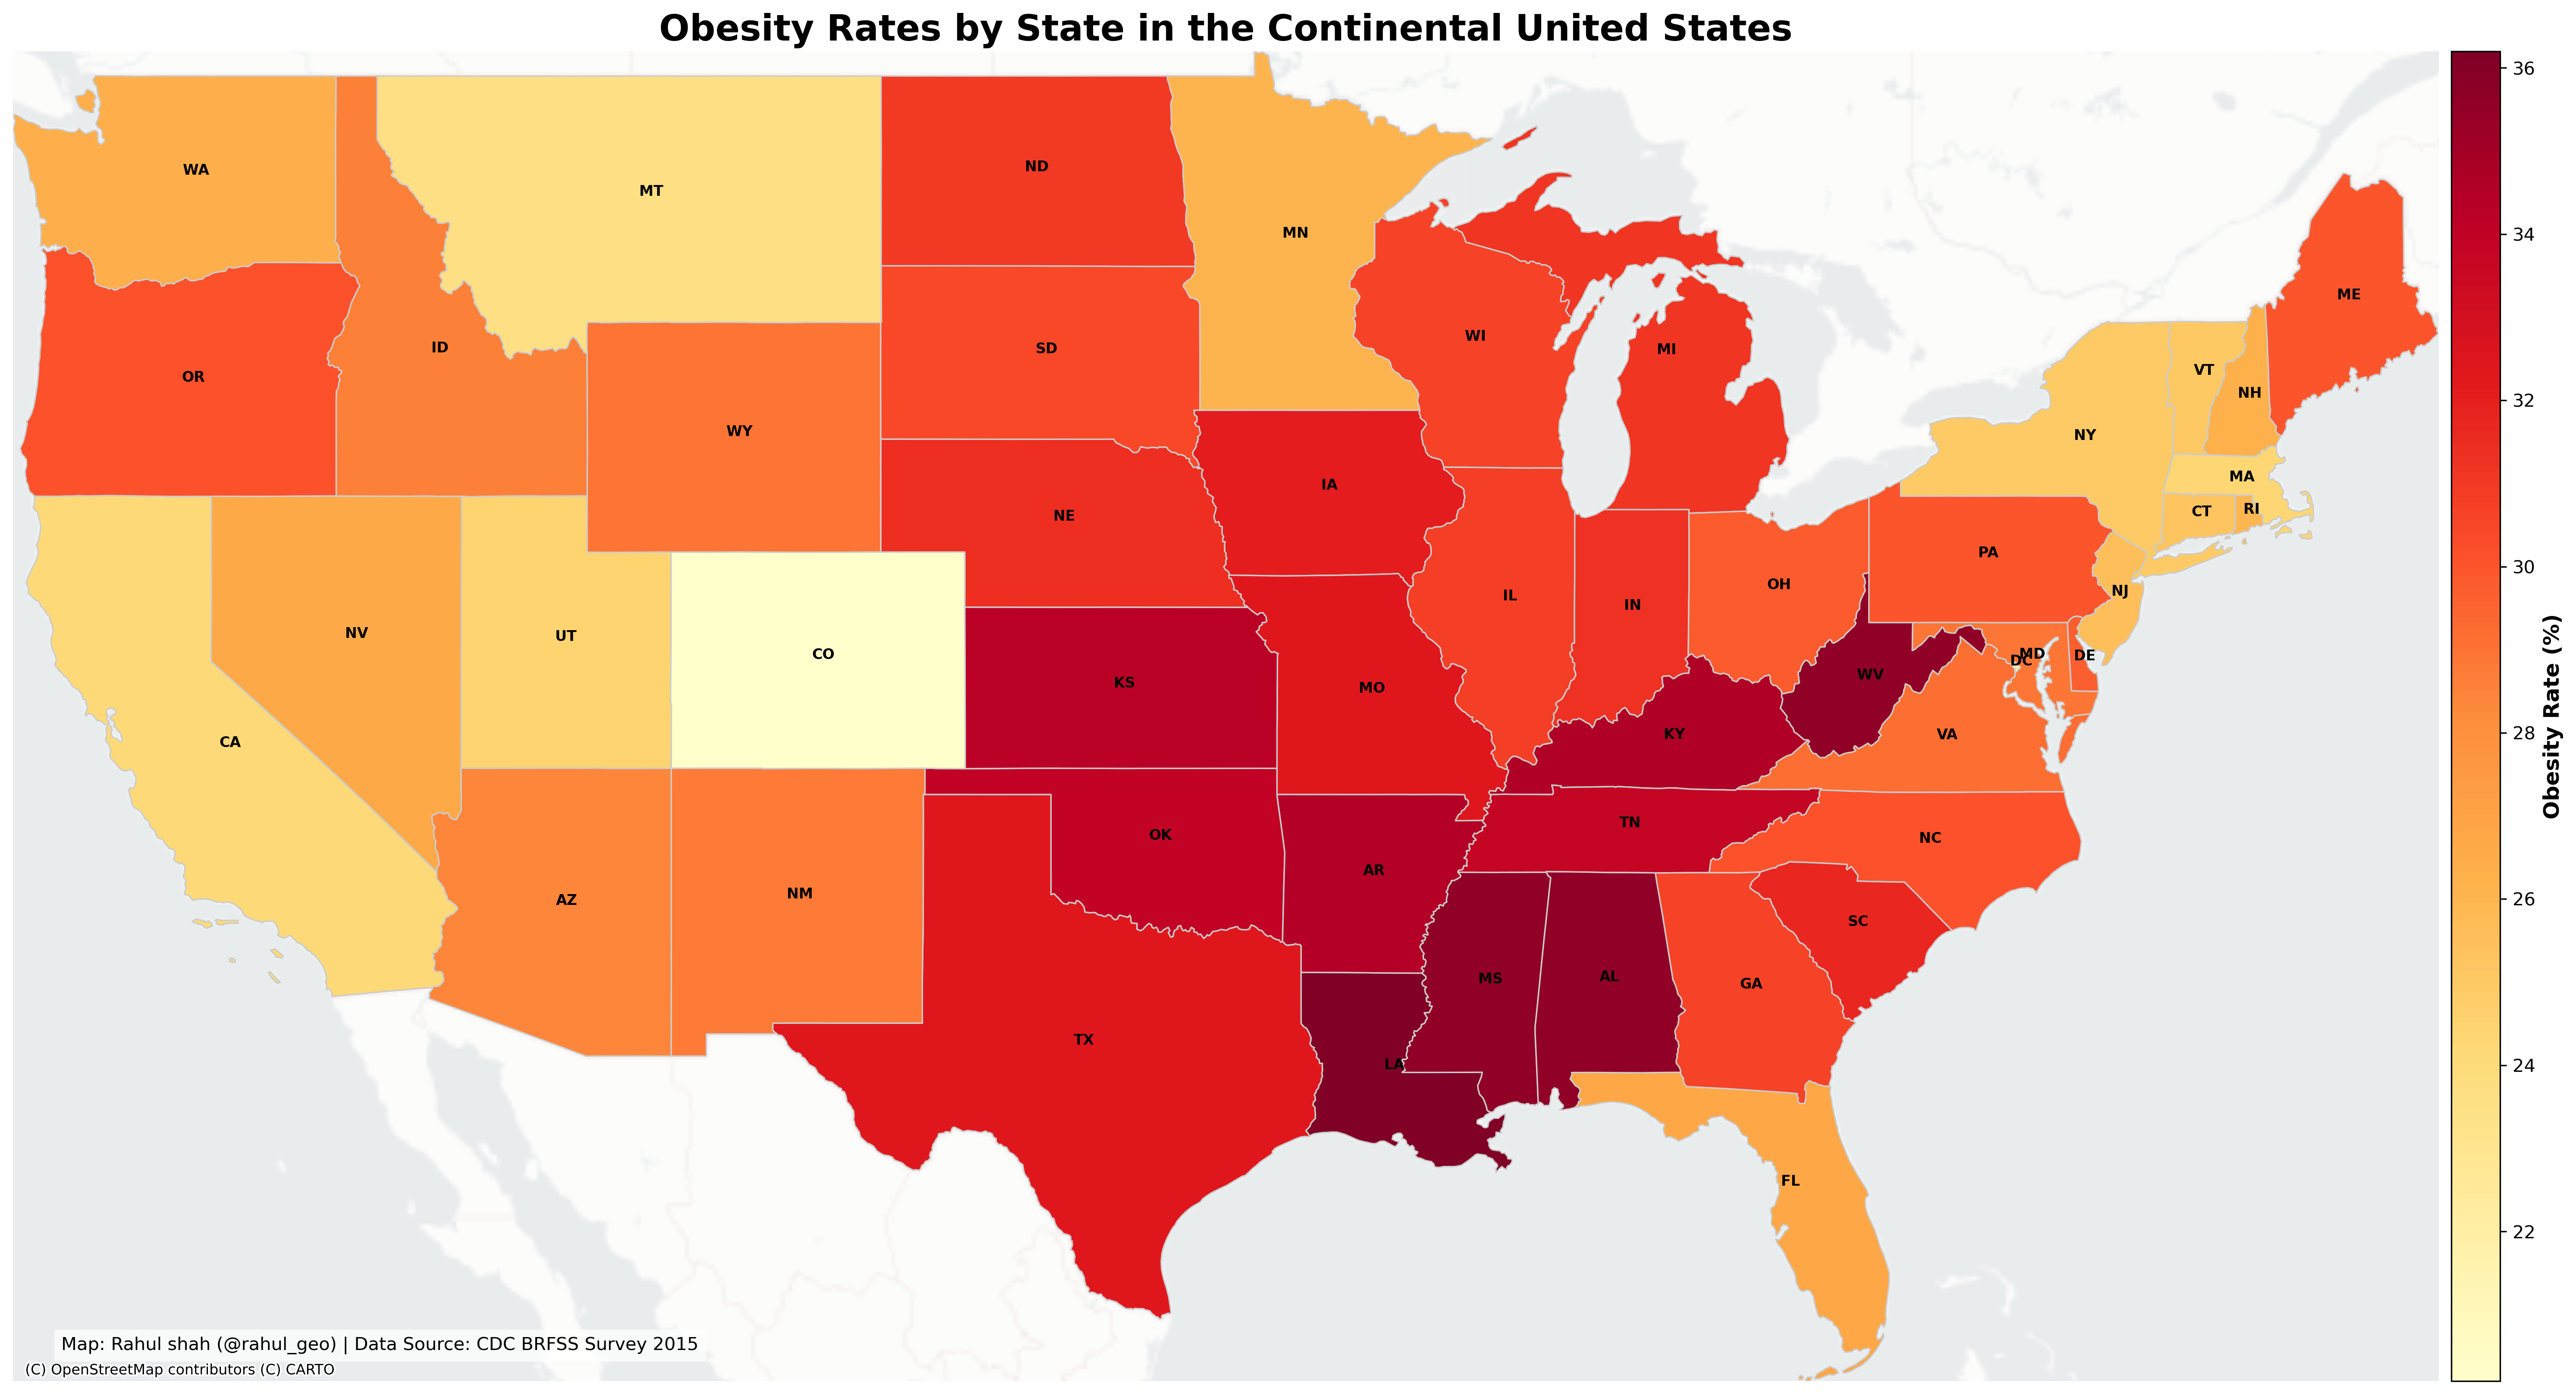 Obesity Rates by State in the Continental United States
36
WA
ND
MT
MN
34
ME
WI
ID
SD
MI
VT
OR
NH
32
WY
NY
MA
IA
CT
RI
NE
PA
30
OH
NJ
IL
IN
NV
UT
CO
MD
DC
DE
WV
KS
MO
Obesity Rate (%)
KY
VA
28
CA
TN
OK
NC
AR
NM
AZ
26
SC
MS
AL
GA
TX
LA
24
FL
22
Map: Rahul shah (@rahul_geo) | Data Source: CDC BRFSS Survey 2015
(C) OpenStreetMap contributors (C) CARTO